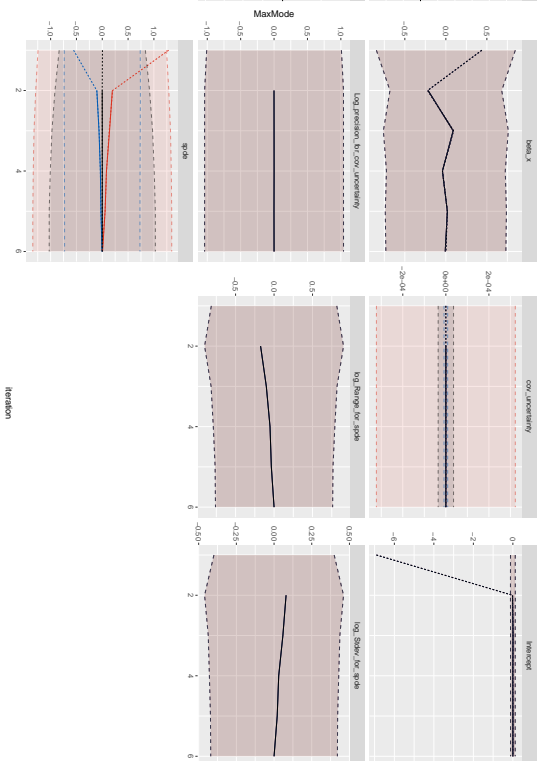 beta_x
cov_uncertainty
Intercept
0.5
0.0
−0.5
2e−04
0e+00
−2e−04
0
−2
−4
−6
Log_precision_for_cov_uncertainty
log_Range_for_spde
log_Stdev_for_spde
MaxMode
1.0
0.5
0.0
−0.5
−1.0
0.5
0.0
−0.5
0.50
0.25
0.00
−0.25
−0.50
2 4 6
2 4 6
spde
1.0
0.5
0.0
−0.5
−1.0
2 4 6
iteration